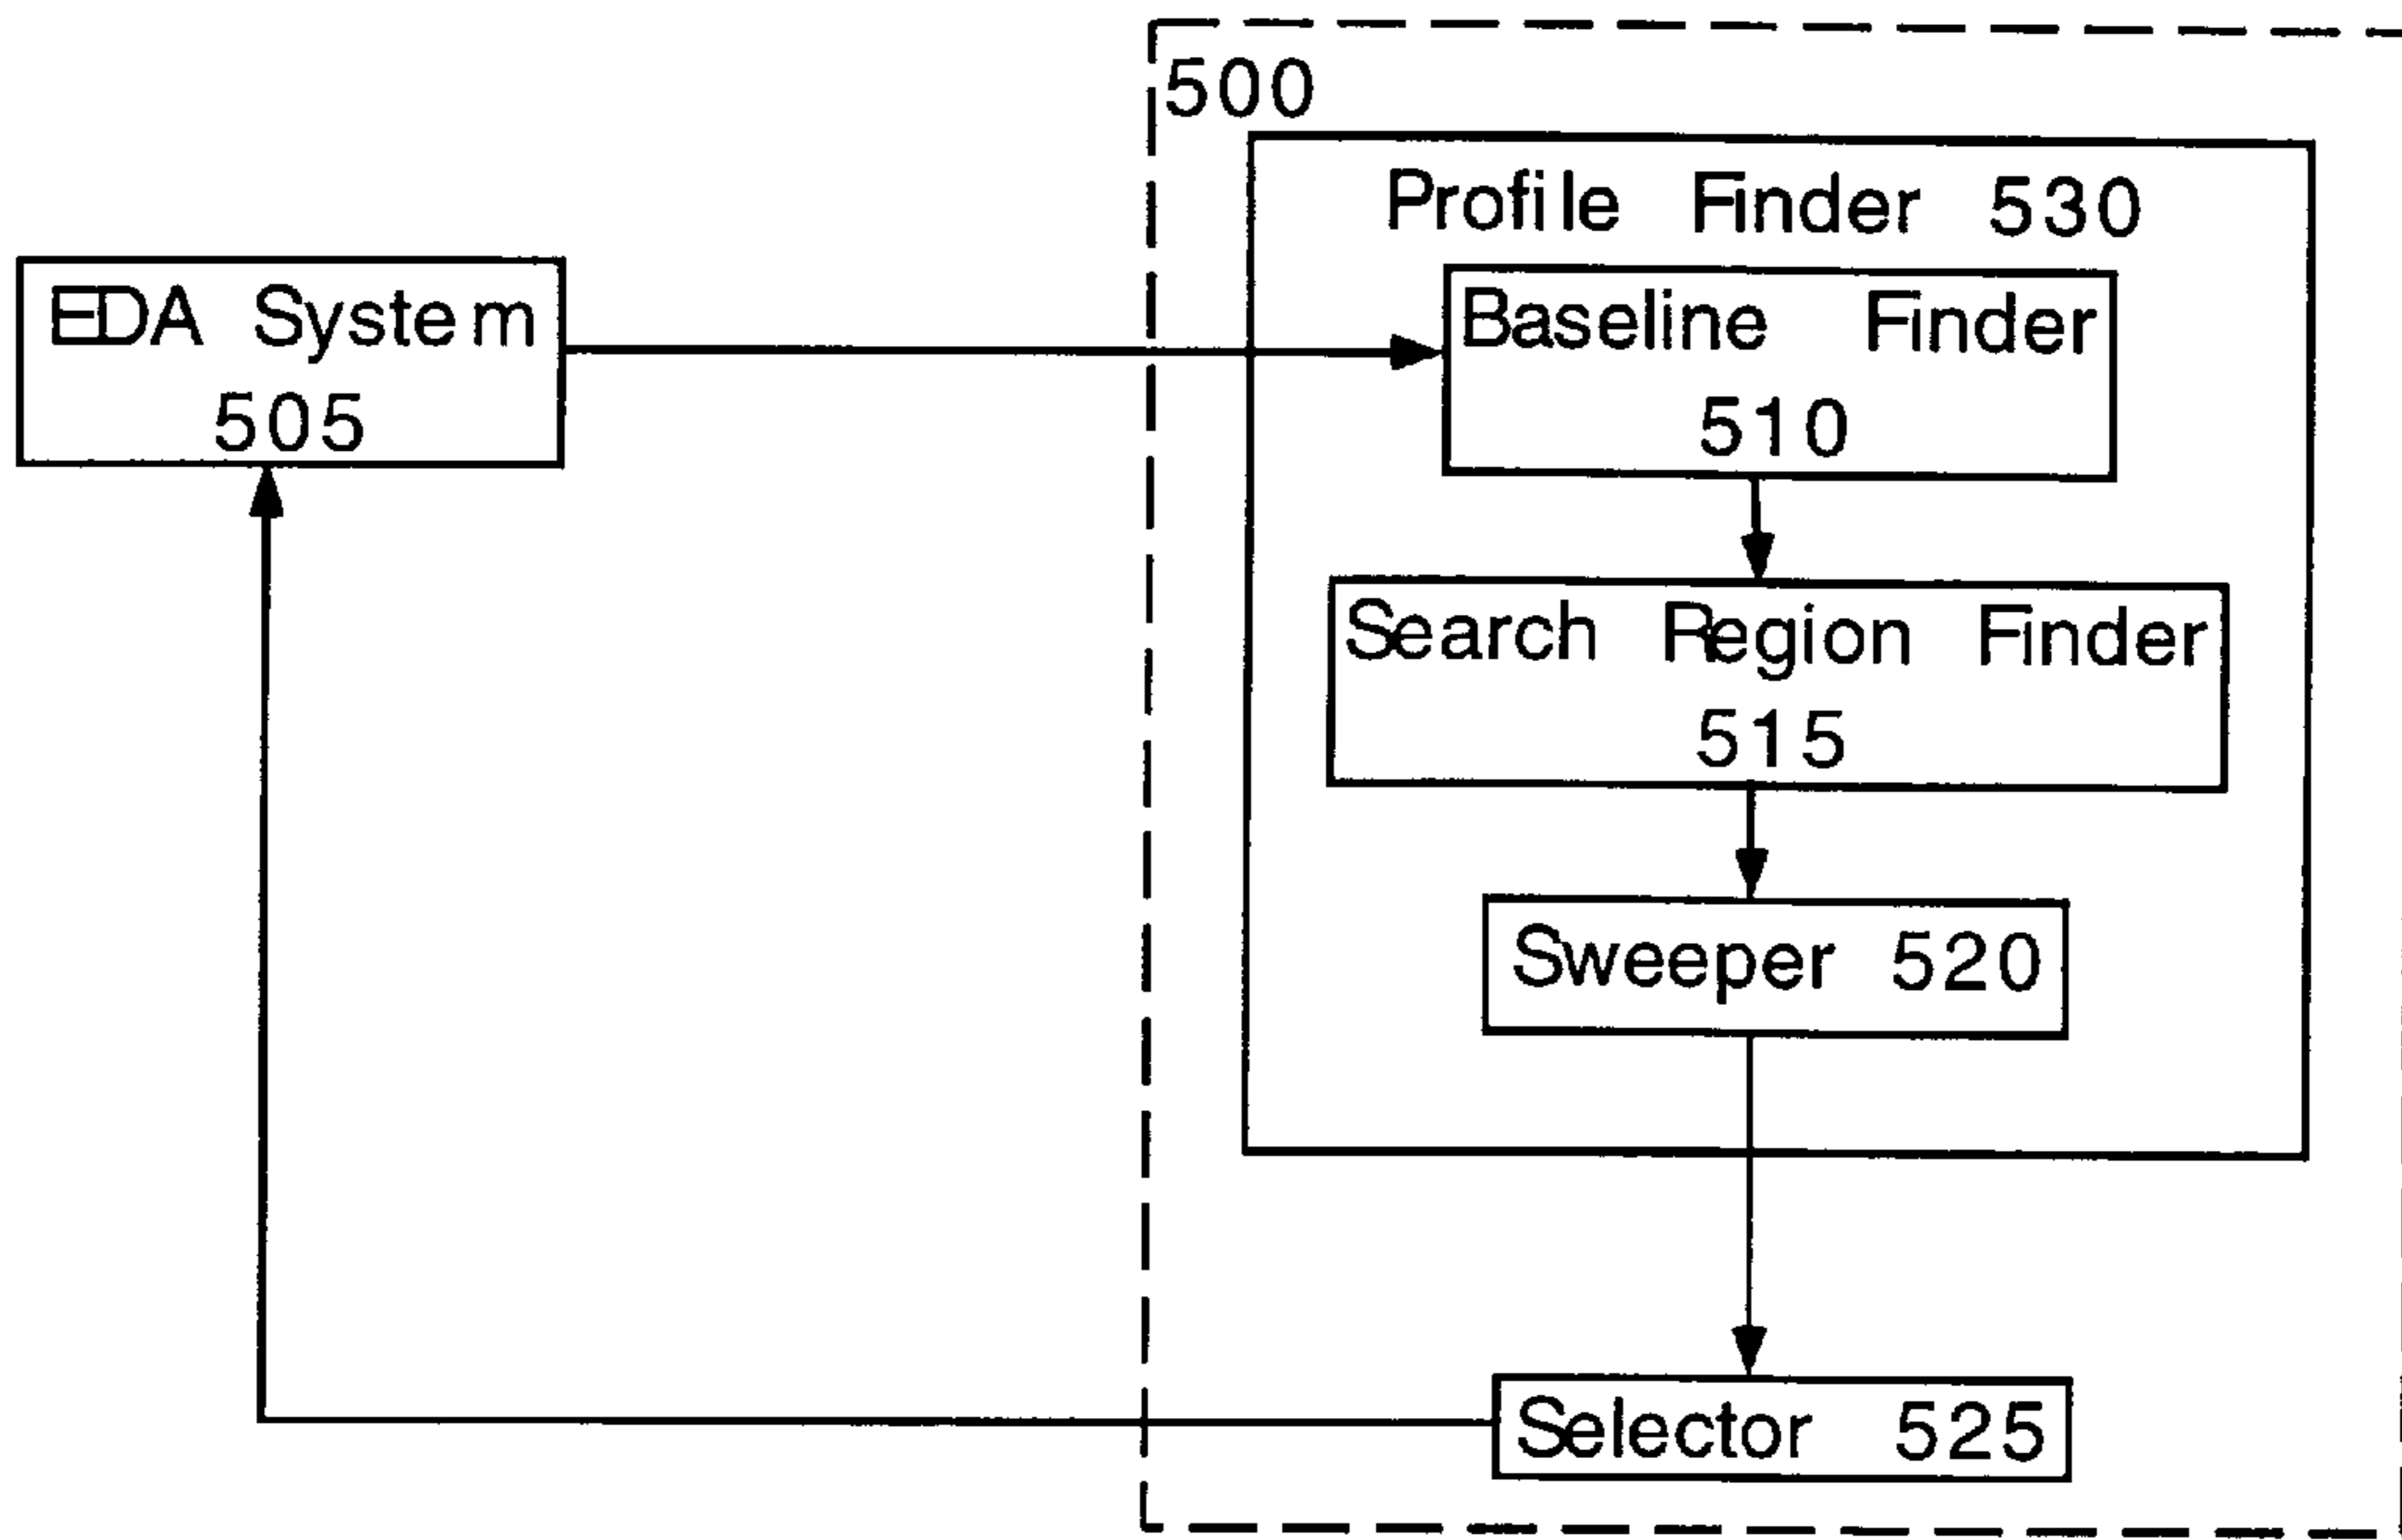 500
Profile Finder 530
EDA System
505
Baseline Finder
510
Search Region Finder
515
Sweeper 520
Selector 525